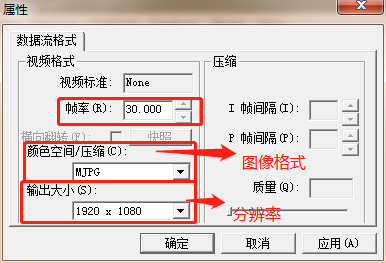 属性
数据流格式
视频格式
视频标准: None
帧率(R): 30.000
横向翻转(F): 快照
颜色空间/压缩(C):
MJPG
输出大小(S):
1920 x 1080
压缩
I 帧间隔(I):
P 帧间隔(P):
图像格式
质量(Q):
分辨率
确定 取消 应用(A)